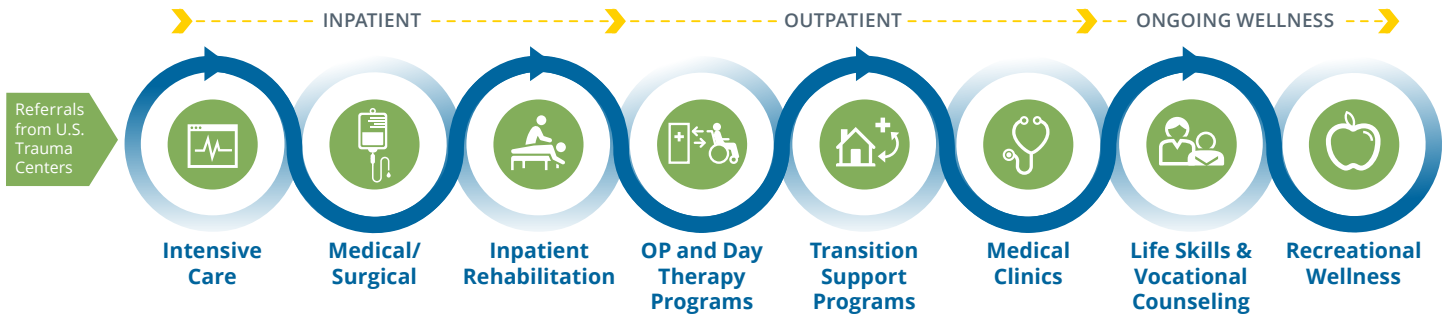 INPATIENT
OUTPATIENT
ONGOING WELLNESS
Referrals
from U.S.
Trauma
Centers
Intensive
Care
Medical/
Surgical
Inpatient
Rehabilitation
OP and Day
Therapy
Programs
Transition
Support
Programs
Medical
Clinics
Life Skills &
Vocational
Counseling
Recreational
Wellness